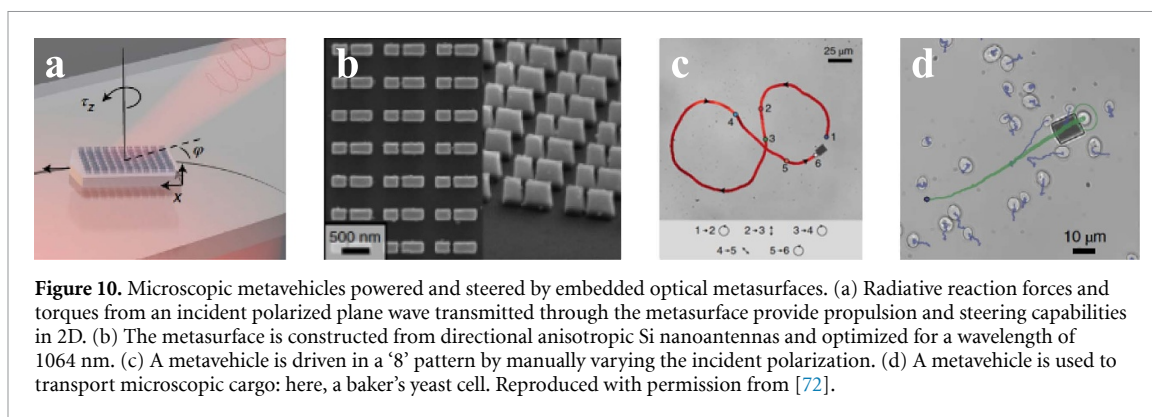 a
b
c
d
τz
φ
x
500 nm
25 μm
1
2
3
4
5
6
1→2 2→3 3→4
4→5 5→6
10 μm
Figure 10. Microscopic metavehicles powered and steered by embedded optical metasurfaces. (a) Radiative reaction forces and
torques from an incident polarized plane wave transmitted through the metasurface provide propulsion and steering capabilities
in 2D. (b) The metasurface is constructed from directional anisotropic Si nanoantennas and optimized for a wavelength of
1064 nm. (c) A metavehicle is driven in a ‘8’ pattern by manually varying the incident polarization. (d) A metavehicle is used to
transport microscopic cargo: here, a baker’s yeast cell. Reproduced with permission from [72].